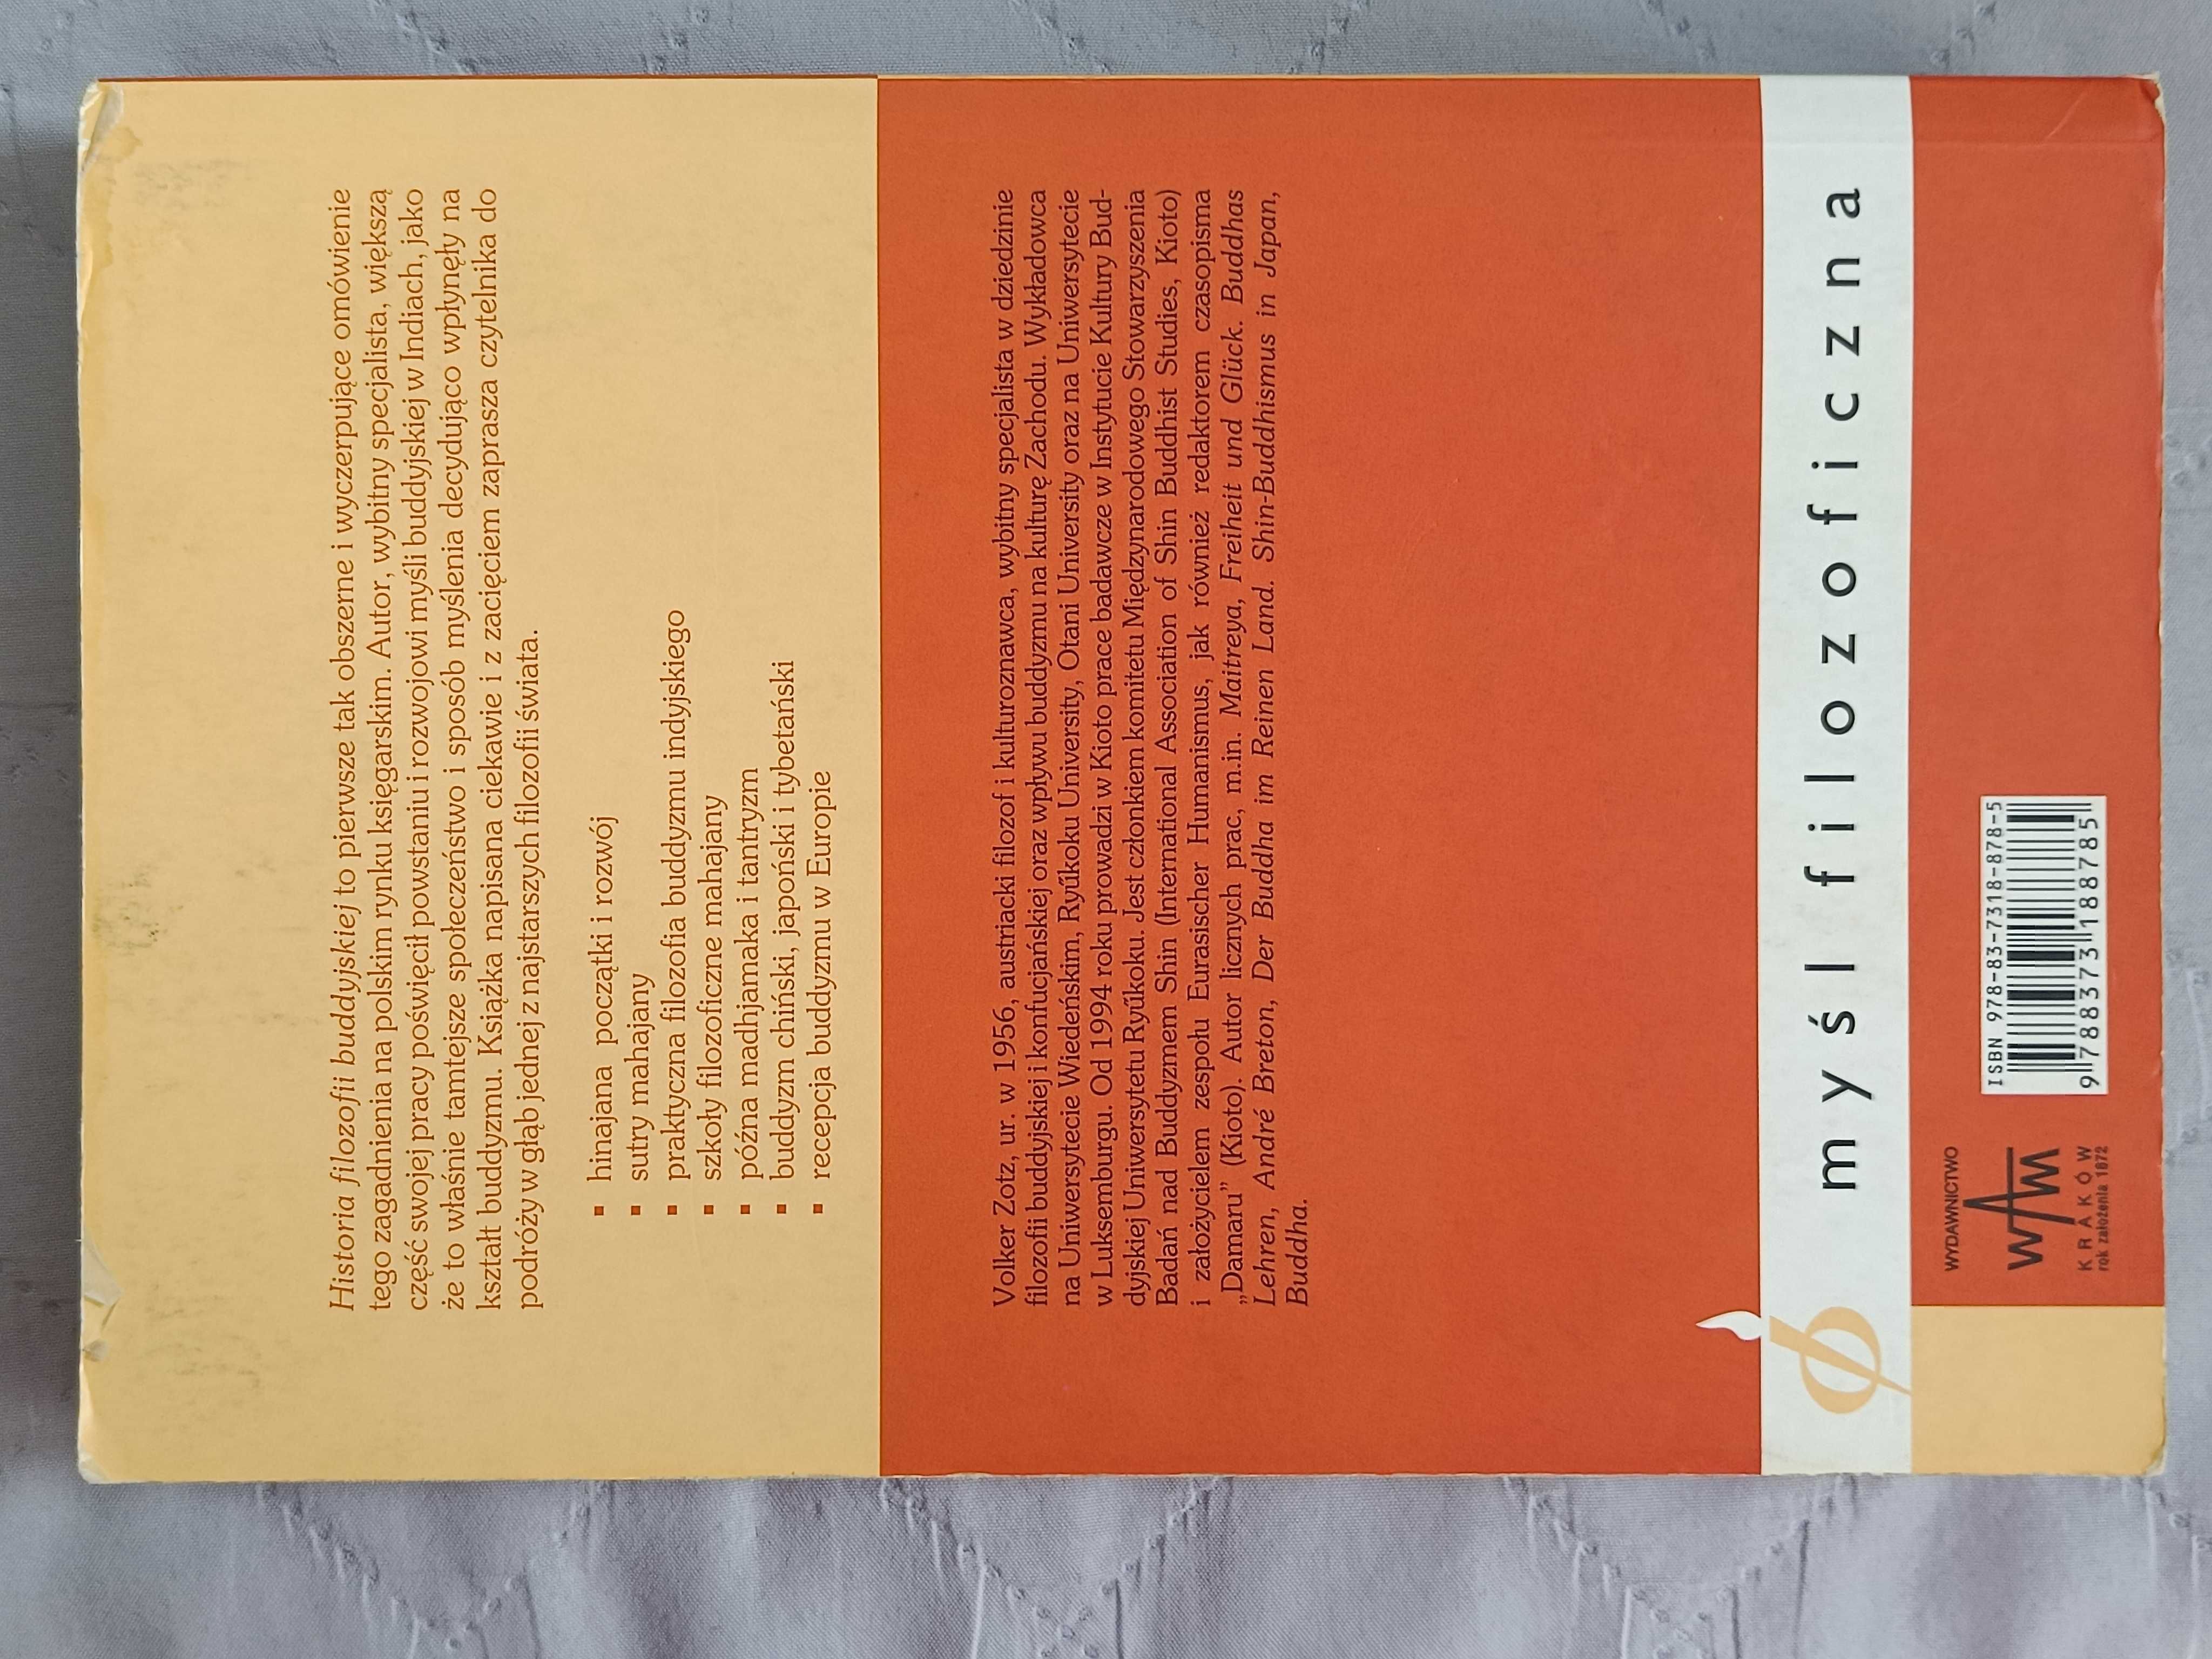 Historia filozofii buddyjskiej to pierwsze tak obszerne i wyczerpujące omówienie
tego zagadnienia na polskim rynku księgarskim. Autor, wybitny specjalista, większą
część swojej pracy poświęcił powstaniu i rozwojowi myśli buddyjskiej w Indiach, jako
że to właśnie tamtejsze społeczeństwo i sposób myślenia decydująco wpłynęły na
kształt buddyzmu. Książka napisana ciekawie i z zacięciem zaprasza czytelnika do
podróży w głąb jednej z najstarszych filozofii świata.
▪ hinajana początki i rozwój
▪ sutry mahajany
▪ praktyczna filozofia buddyzmu indyjskiego
▪ szkoły filozoficzne mahajany
▪ późna madhjamaka i tantryzm
▪ buddyzm chiński, japoński i tybetański
▪ recepcja buddyzmu w Europie
Volker Zotz, ur. w 1956, austriacki filozof i kulturoznawca, wybitny specjalista w dziedzinie
filozofii buddyjskiej i konfucjańskiej oraz wpływu buddyzmu na kulturę Zachodu. Wykładowca
na Uniwersytecie Wiedeńskim, Ryűkoku University, Otani University oraz na Uniwersytecie
w Luksemburgu. Od 1994 roku prowadzi w Kioto prace badawcze w Instytucie Kultury Bud-
dyjskiej Uniwersytetu Ryűkoku. Jest członkiem komitetu Międzynarodowego Stowarzyszenia
Badań nad Buddyzmem Shin (International Association of Shin Buddhist Studies, Kioto)
i założycielem zespołu Eurasischer Humanismus, jak również redaktorem czasopisma
„Damaru” (Kioto). Autor licznych prac, m.in. Maitreya, Freiheit und Glück. Buddhas
Lehren, André Breton, Der Buddha im Reinen Land. Shin-Buddhismus in Japan,
Buddha.
myśl filozoficzna
WYDAWNICTWO
WAM
KRAKÓW
rok założenia 1872
ISBN 978-83-7318-878-5
9 788373 188785